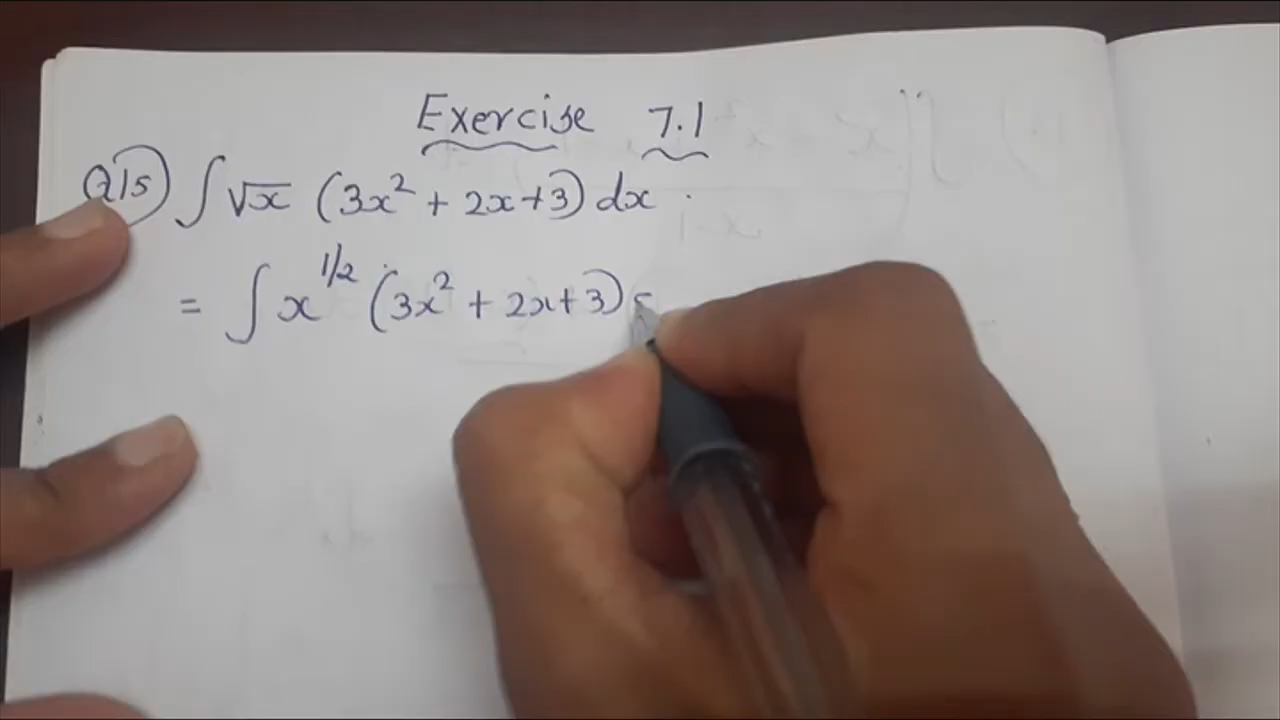 Exercise 7.1
Q15) ∫ √x (3x² + 2x + 3) dx .
= ∫ x^1/2 (3x² + 2x + 3)